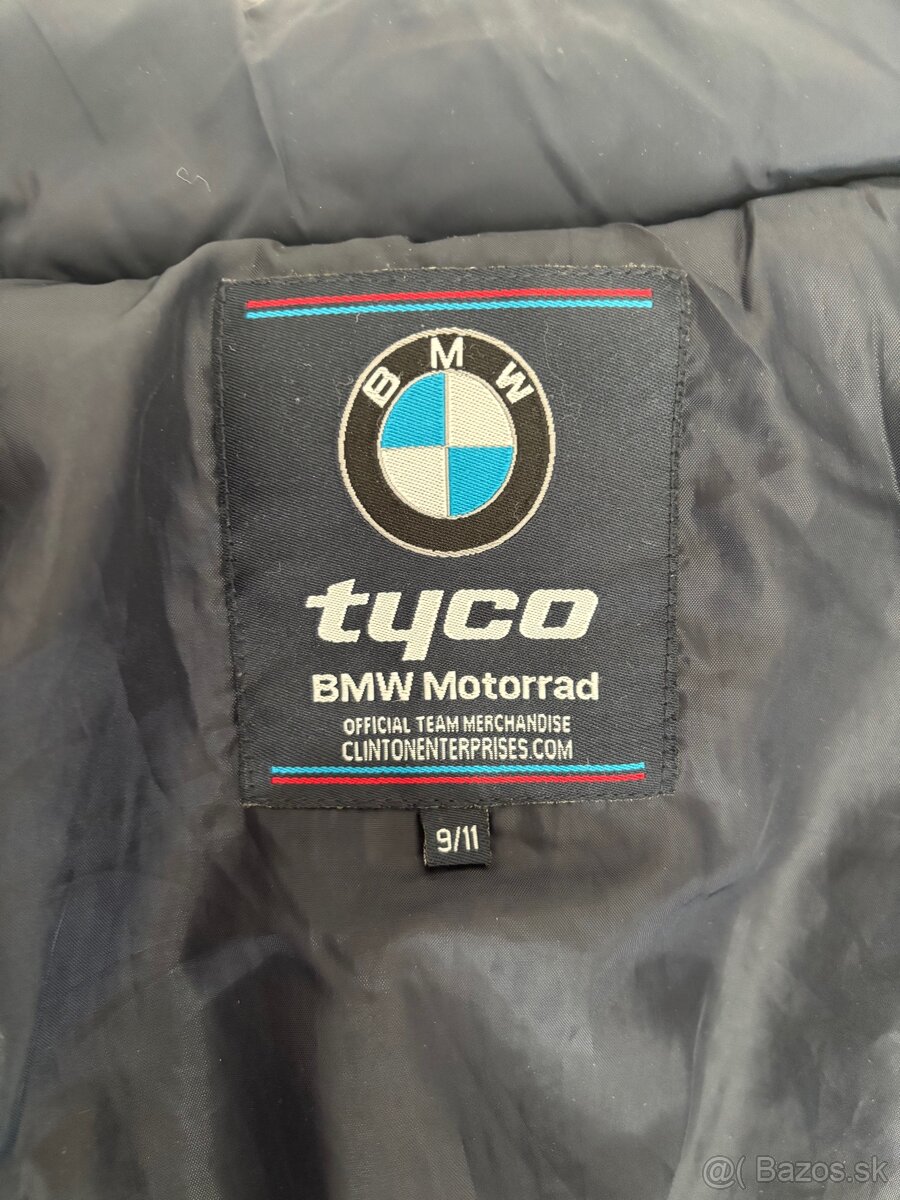 BMW
tyco
BMW Motorrad
OFFICIAL TEAM MERCHANDISE
CLINTONENTERPRISES.COM
9/11
@( Bazos.sk